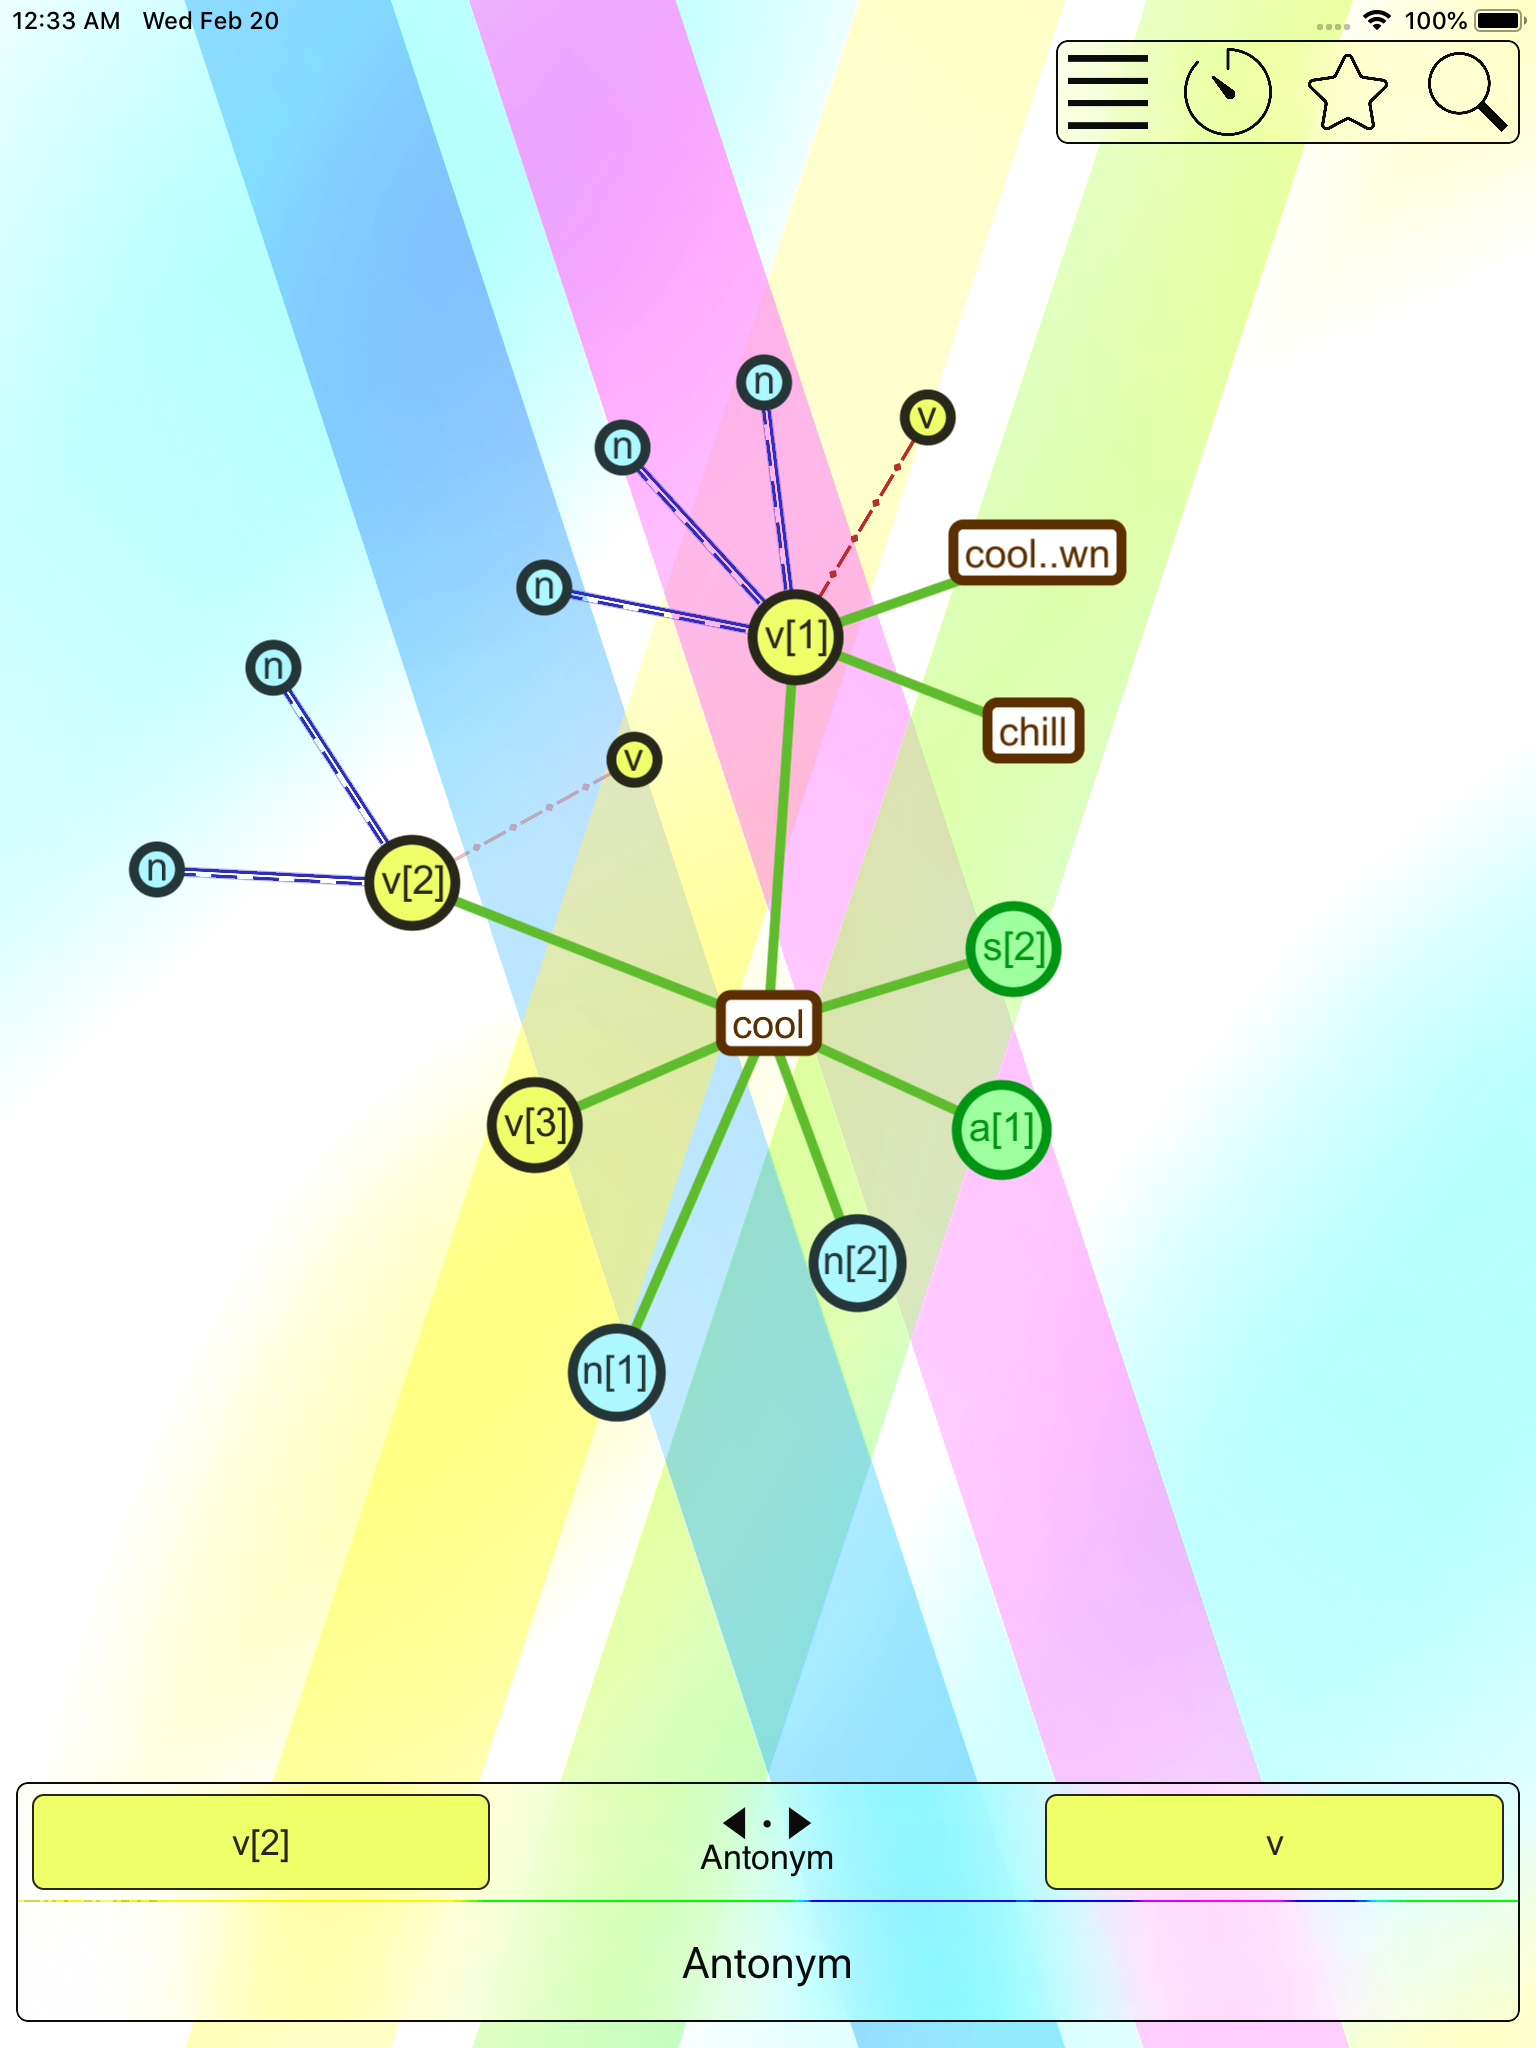 12:33 AM Wed Feb 20
100%
n
v
n
cool..wn
n
v[1]
n
chill
v
n
v[2]
s[2]
cool
v[3]
a[1]
n[2]
n[1]
v[2]
Antonym
v
Antonym